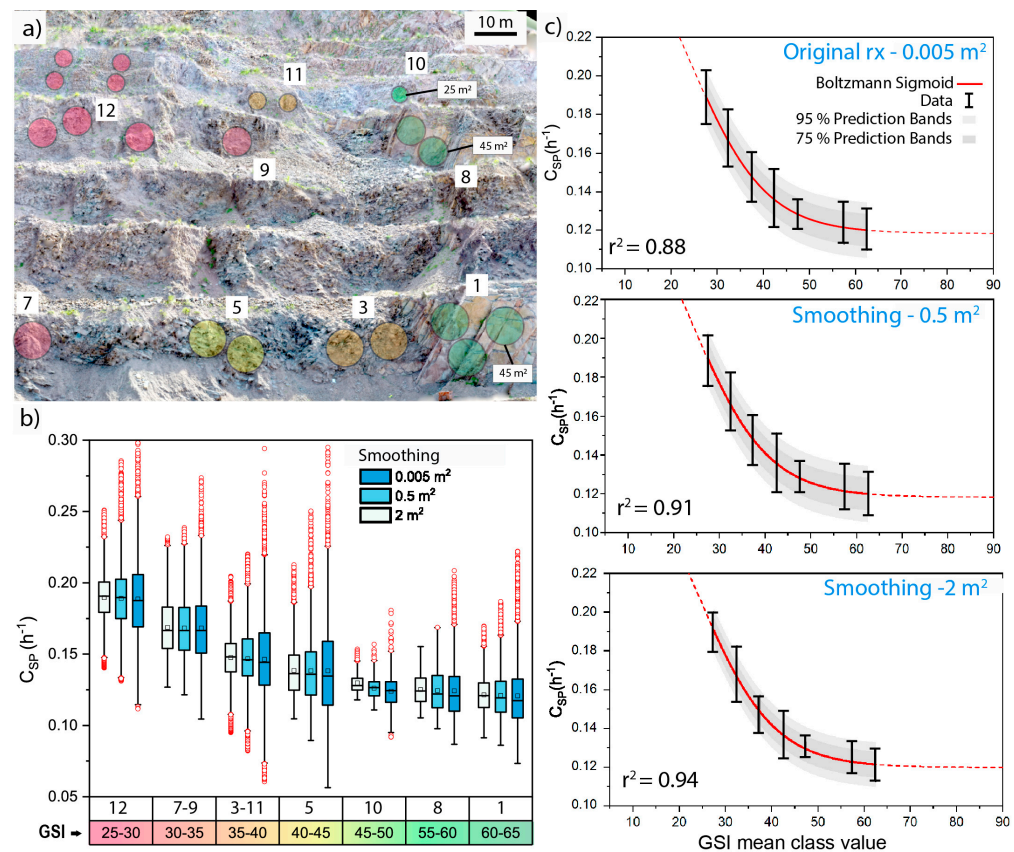 a)
10 m
10
11
25 m²
12
45 m²
9
8
1
7
5
3
45 m²
b)
Smoothing
0.005 m²
0.5 m²
2 m²
0.30
0.25
0.20
0.15
0.10
0.05
C_SP (h⁻¹)
12 7-9 3-11 5 10 8 1
GSI ➨ 25-30 30-35 35-40 40-45 45-50 55-60 60-65
c)
Original rx - 0.005 m²
Boltzmann Sigmoid
Data
95 % Prediction Bands
75 % Prediction Bands
0.22
0.20
0.18
0.16
0.14
0.12
0.10
C_SP(h⁻¹)
r² = 0.88
10 20 30 40 50 60 70 80 90
Smoothing - 0.5 m²
0.22
0.20
0.18
0.16
0.14
0.12
0.10
C_SP(h⁻¹)
r² = 0.91
10 20 30 40 50 60 70 80 90
Smoothing -2 m²
0.22
0.20
0.18
0.16
0.14
0.12
0.10
C_SP(h⁻¹)
r² = 0.94
10 20 30 40 50 60 70 80 90
GSI mean class value